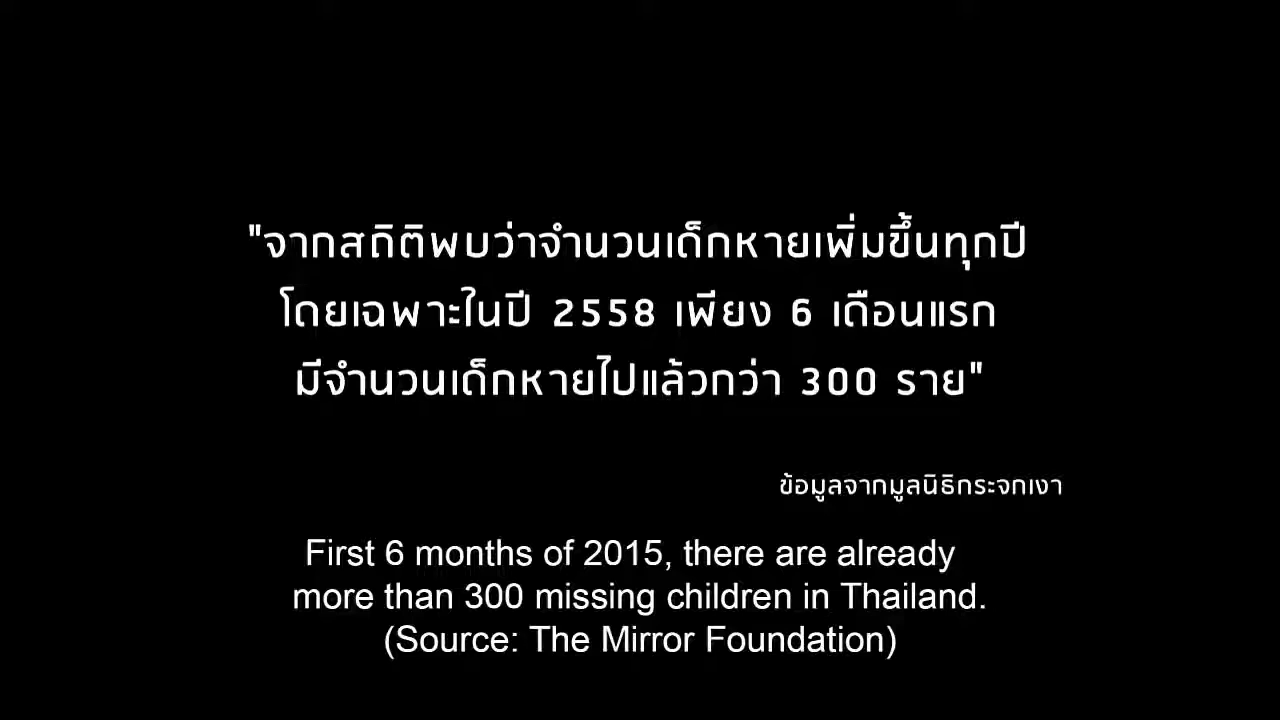 "จากสถิติพบว่าจำนวนเด็กหายเพิ่มขึ้นทุกปี
โดยเฉพาะในปี 2558 เพียง 6 เดือนแรก
มีจำนวนเด็กหายไปแล้วกว่า 300 ราย"
ข้อมูลจากมูลนิธิกระจกเงา
First 6 months of 2015, there are already
more than 300 missing children in Thailand.
(Source: The Mirror Foundation)